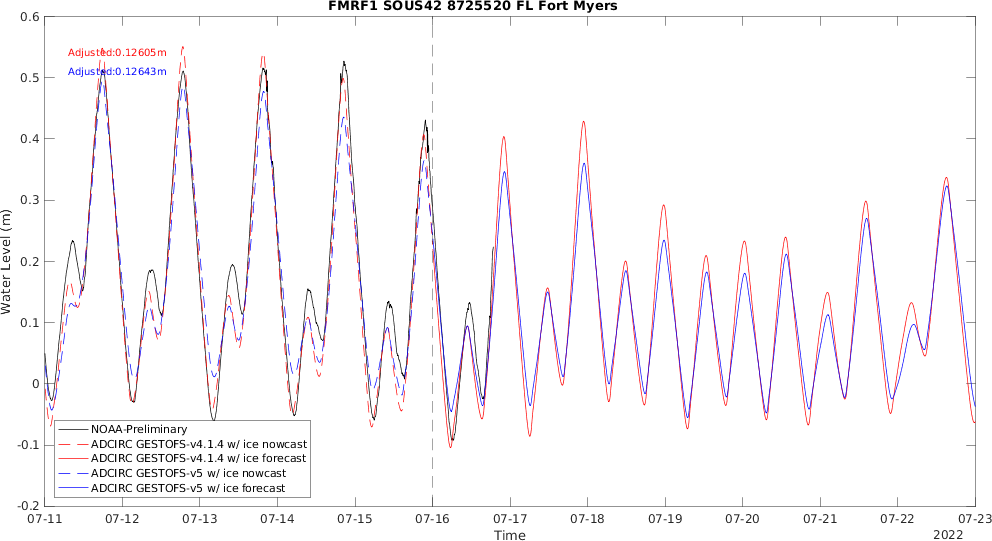 FMRF1 SOUS42 8725520 FL Fort Myers
0.6
Adjusted:0.12605m
Adjusted:0.12643m
0.5
0.4
0.3
0.2
0.1
0
-0.1
-0.2
Water Level (m)
NOAA-Preliminary
ADCIRC GESTOFS-v4.1.4 w/ ice nowcast
ADCIRC GESTOFS-v4.1.4 w/ ice forecast
ADCIRC GESTOFS-v5 w/ ice nowcast
ADCIRC GESTOFS-v5 w/ ice forecast
07-11 07-12 07-13 07-14 07-15 07-16 07-17 07-18 07-19 07-20 07-21 07-22 07-23
Time
2022